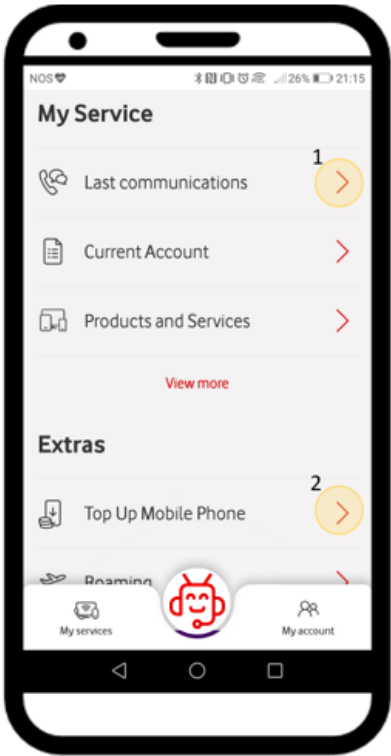 NOS 26% 21:15
My Service
1
Last communications
Current Account
Products and Services
View more
Extras
2
Top Up Mobile Phone
Roaming
My services
My account